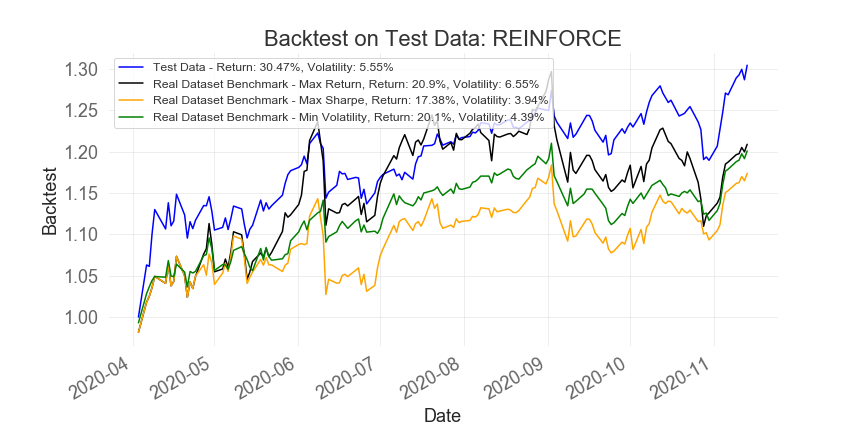 Backtest on Test Data: REINFORCE
Test Data - Return: 30.47%, Volatility: 5.55%
Real Dataset Benchmark - Max Return, Return: 20.9%, Volatility: 6.55%
Real Dataset Benchmark - Max Sharpe, Return: 17.38%, Volatility: 3.94%
Real Dataset Benchmark - Min Volatility, Return: 20.1%, Volatility: 4.39%
Backtest
1.30
1.25
1.20
1.15
1.10
1.05
1.00
2020-04
2020-05
2020-06
2020-07
2020-08
2020-09
2020-10
2020-11
Date